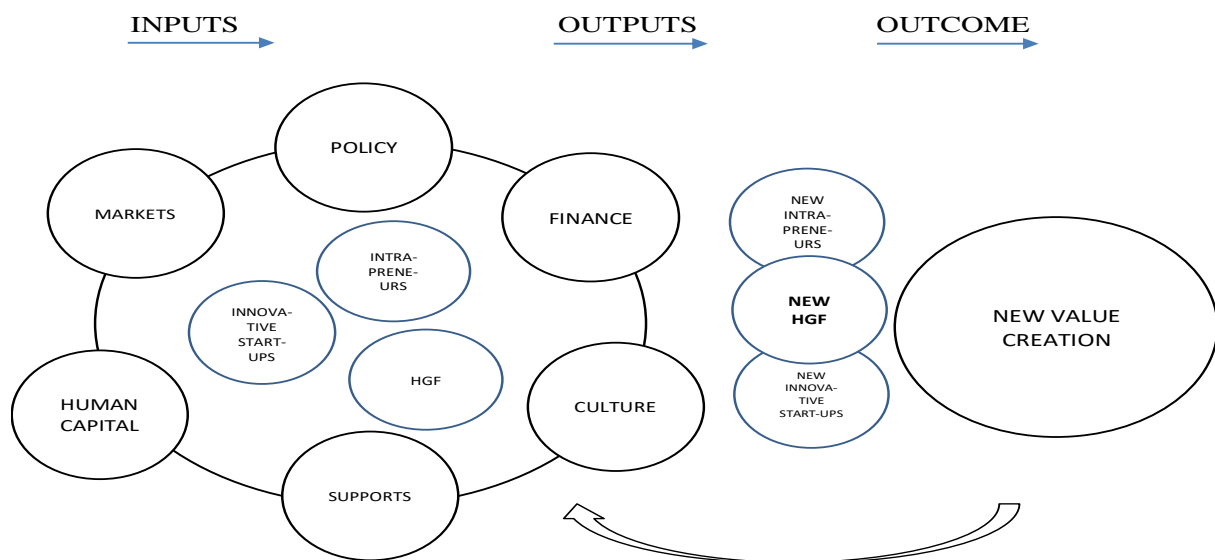 INPUTS
OUTPUTS
OUTCOME
POLICY
MARKETS
FINANCE
INTRA-
PRENE-
URS
INNOVA-
TIVE
START-
UPS
HGF
HUMAN
CAPITAL
CULTURE
SUPPORTS
NEW
INTRA-
PRENE-
URS
NEW
HGF
NEW
INNOVA-
TIVE
START-UPS
NEW VALUE
CREATION